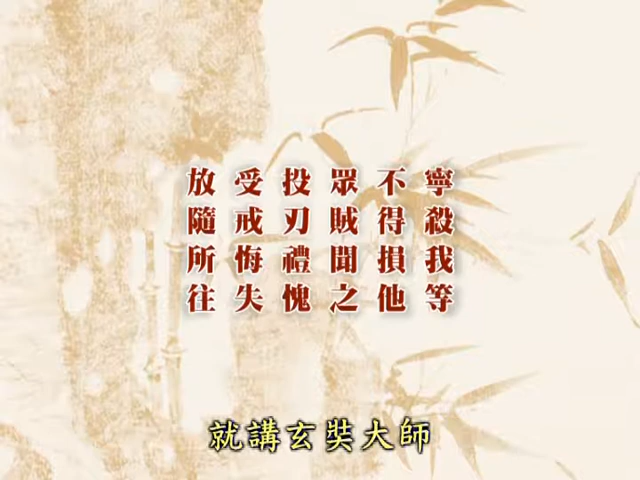 寧殺我等
不得損他
眾賊聞之
投刃禮愧
受戒悔失
放隨所往
就講玄奘大師